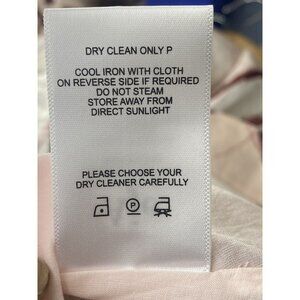 DRY CLEAN ONLY P
COOL IRON WITH CLOTH
ON REVERSE SIDE IF REQUIRED
DO NOT STEAM
STORE AWAY FROM
DIRECT SUNLIGHT
PLEASE CHOOSE YOUR
DRY CLEANER CAREFULLY
P